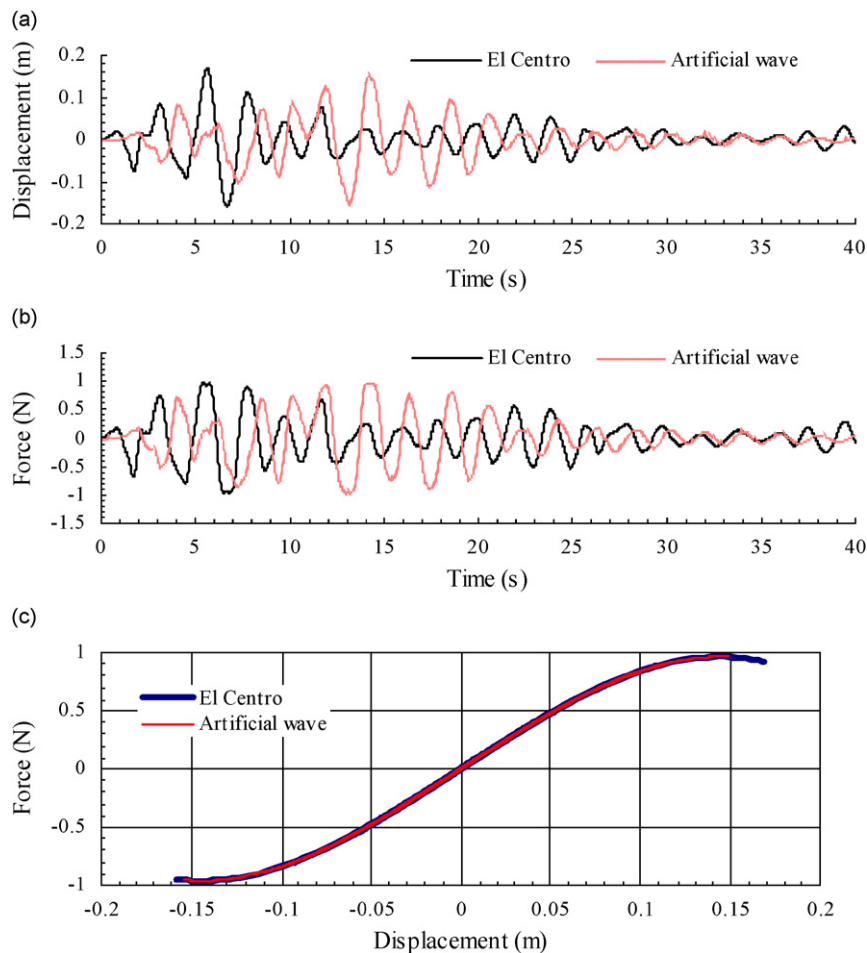 (a)
El Centro
Artificial wave
Displacement (m)
0.2
0.1
0
-0.1
-0.2
0 5 10 15 20 25 30 35 40
Time (s)
(b)
El Centro
Artificial wave
Force (N)
1.5
1
0.5
0
-0.5
-1
-1.5
0 5 10 15 20 25 30 35 40
Time (s)
(c)
El Centro
Artificial wave
Force (N)
1
0.5
0
-0.5
-1
-0.2 -0.15 -0.1 -0.05 0 0.05 0.1 0.15 0.2
Displacement (m)